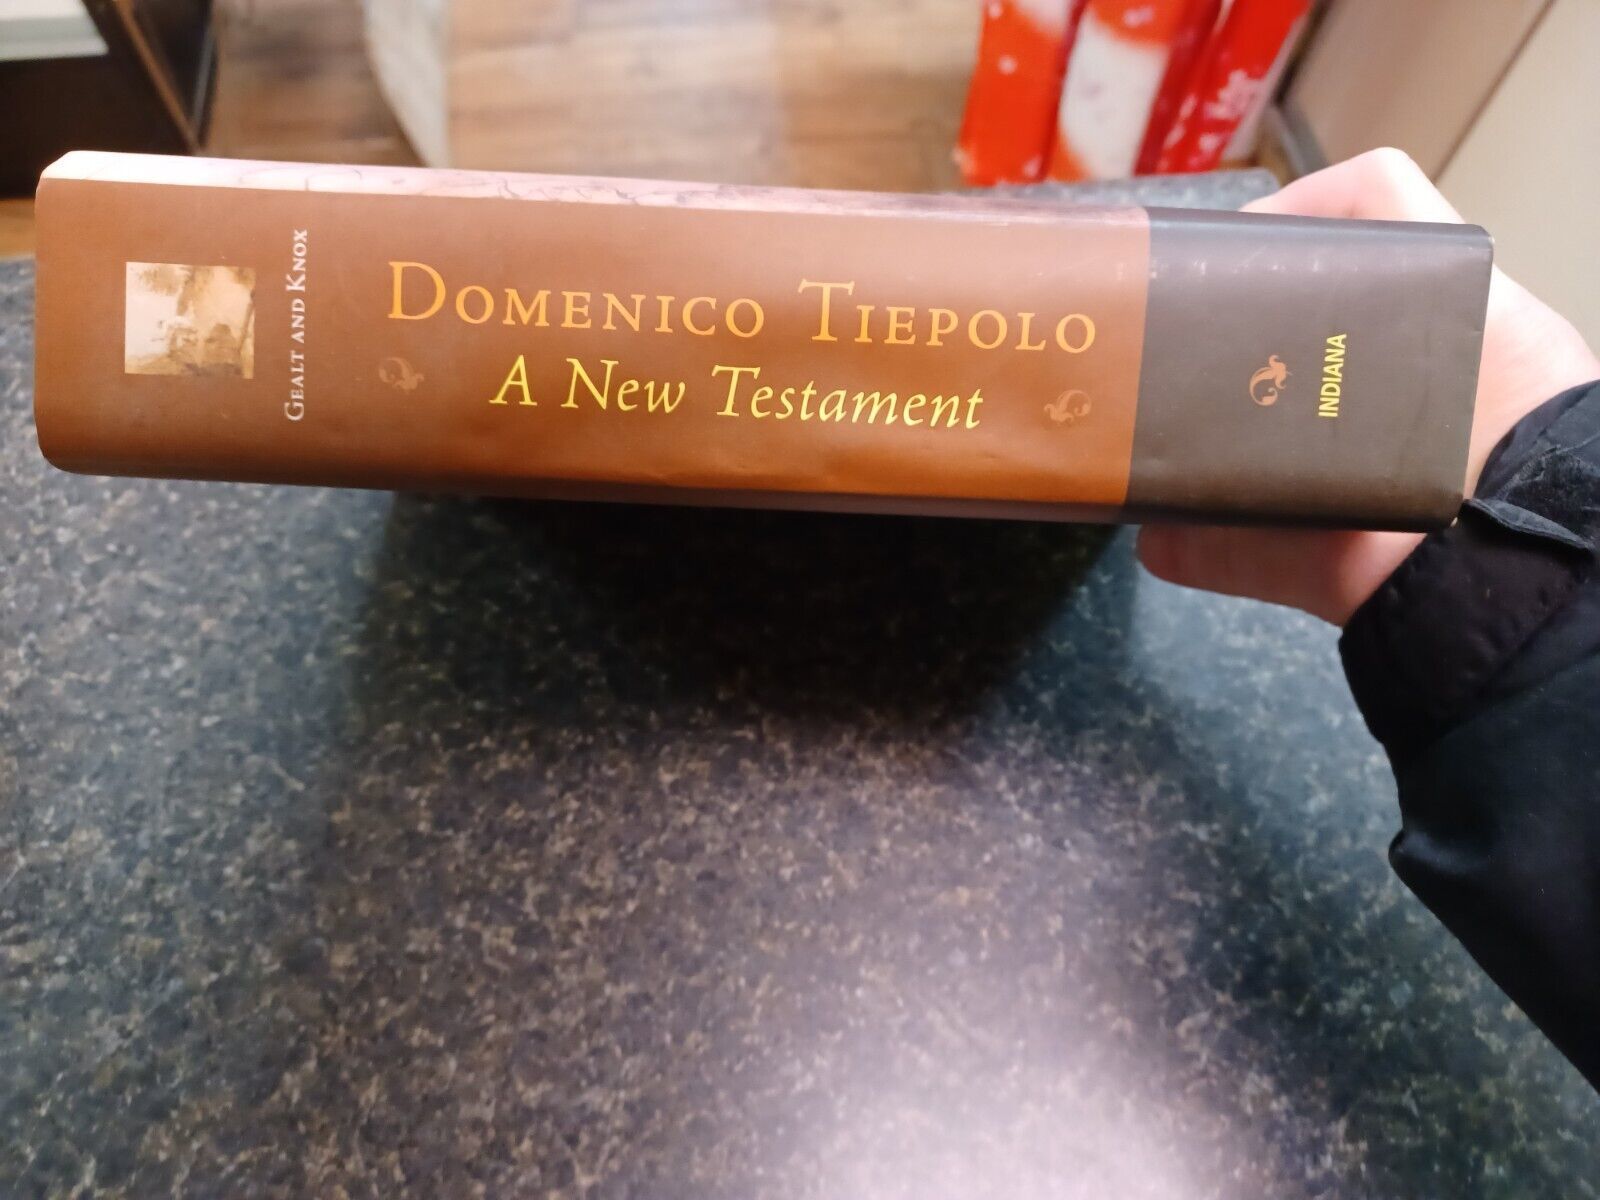 GEALT AND KNOX
DOMENICO TIEPOLO
A New Testament
INDIANA